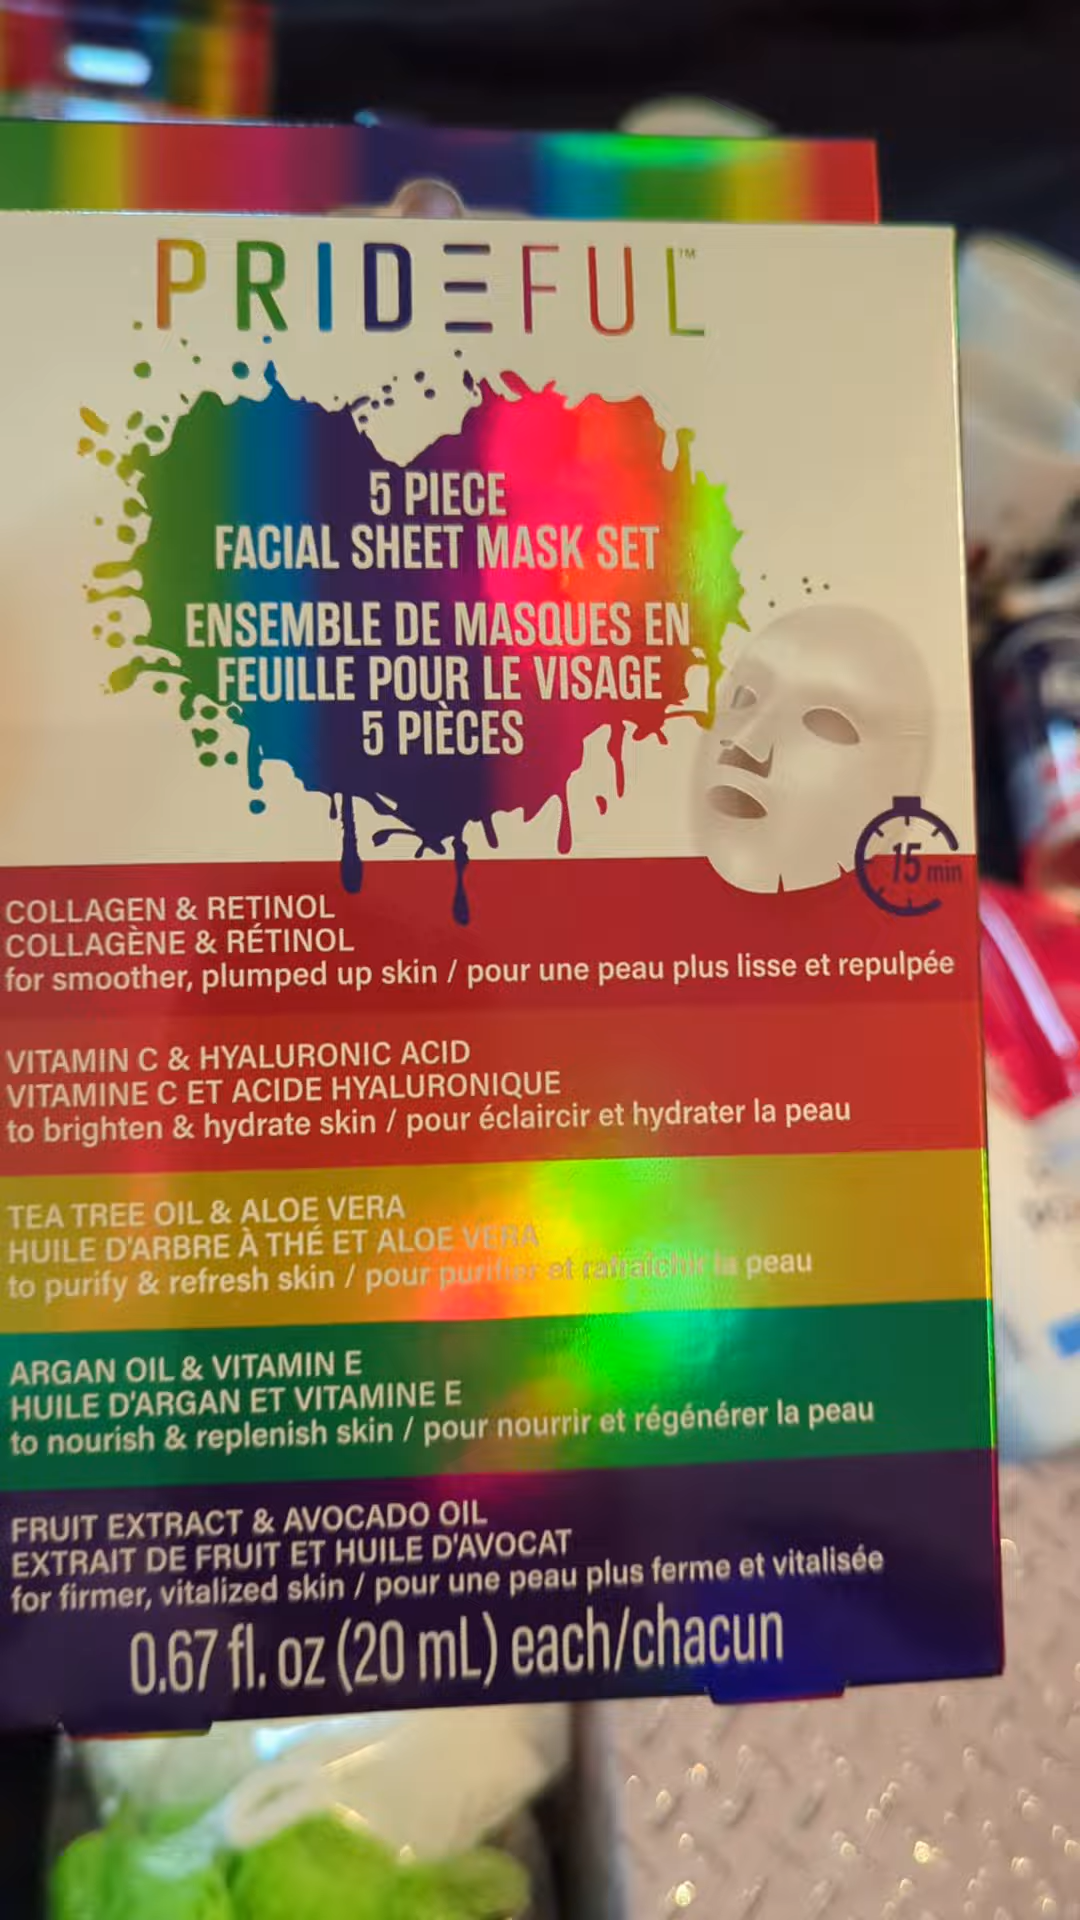 PRIDEFUL™
5 PIECE
FACIAL SHEET MASK SET
ENSEMBLE DE MASQUES EN
FEUILLE POUR LE VISAGE
5 PIÈCES
15 min
COLLAGEN & RETINOL
COLLAGÈNE & RÉTINOL
for smoother, plumped up skin / pour une peau plus lisse et repulpée
VITAMIN C & HYALURONIC ACID
VITAMINE C ET ACIDE HYALURONIQUE
to brighten & hydrate skin / pour éclaircir et hydrater la peau
TEA TREE OIL & ALOE VERA
HUILE D'ARBRE À THÉ ET ALOE VERA
to purify & refresh skin / pour purifier et rafraîchir la peau
ARGAN OIL & VITAMIN E
HUILE D'ARGAN ET VITAMINE E
to nourish & replenish skin / pour nourrir et régénérer la peau
FRUIT EXTRACT & AVOCADO OIL
EXTRAIT DE FRUIT ET HUILE D'AVOCAT
for firmer, vitalized skin / pour une peau plus ferme et vitalisée
0.67 fl. oz (20 mL) each/chacun